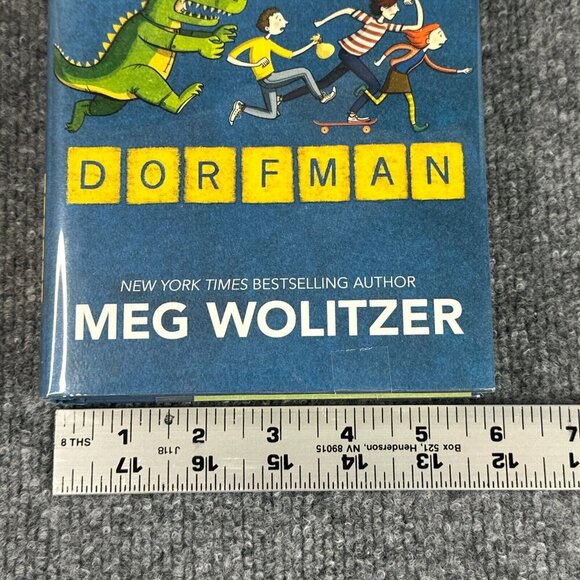 DORFMAN
NEW YORK TIMES BESTSELLING AUTHOR
MEG WOLITZER
8 THS 1 2 3 4 5 6 7
J118 Box 521, Henderson, NV 89015
17 16 15 14 13 12 11